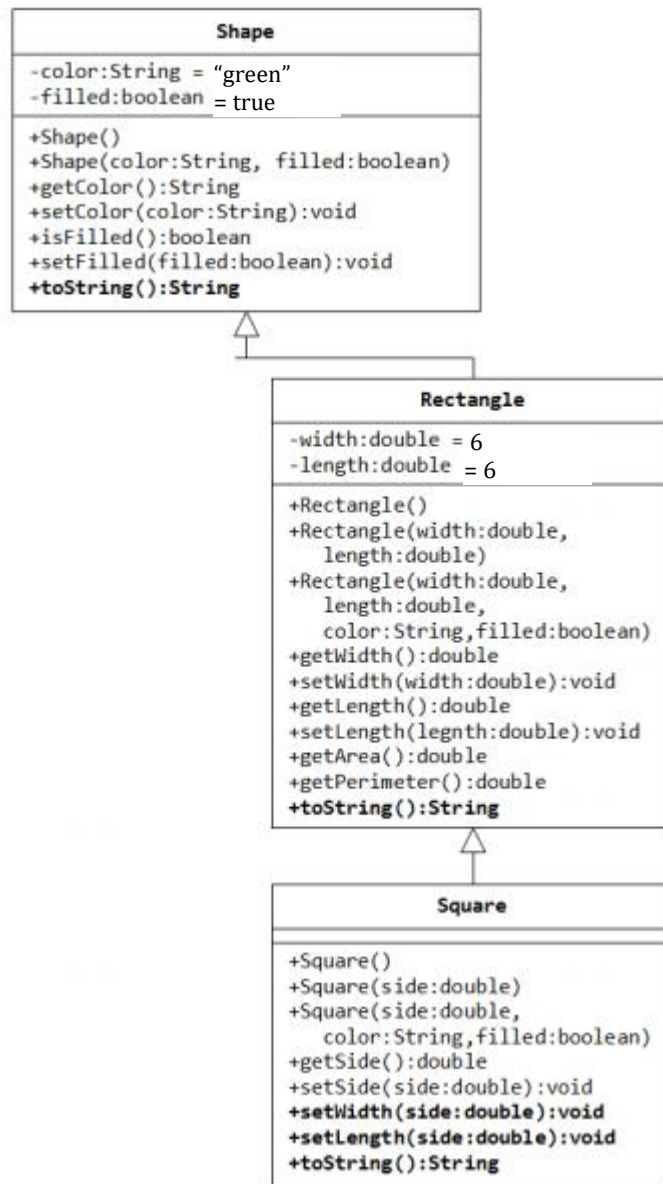 Shape
-color:String = “green”
-filled:boolean = true
+Shape()
+Shape(color:String, filled:boolean)
+getColor():String
+setColor(color:String):void
+isFilled():boolean
+setFilled(filled:boolean):void
+toString():String
Rectangle
-width:double = 6
-length:double = 6
+Rectangle()
+Rectangle(width:double,
length:double)
+Rectangle(width:double,
length:double,
color:String,filled:boolean)
+getWidth():double
+setWidth(width:double):void
+getLength():double
+setLength(legnth:double):void
+getArea():double
+getPerimeter():double
+toString():String
Square
+Square()
+Square(side:double)
+Square(side:double,
color:String,filled:boolean)
+getSide():double
+setSide(side:double):void
+setWidth(side:double):void
+setLength(side:double):void
+toString():String